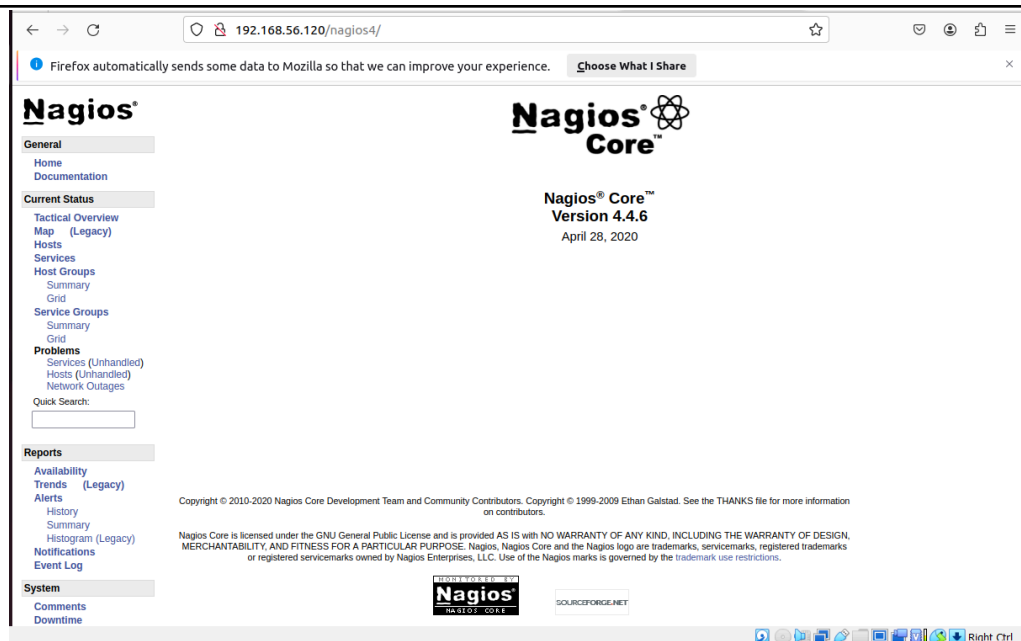 192.168.56.120/nagios4/
Firefox automatically sends some data to Mozilla so that we can improve your experience. Choose What I Share
Nagios®
General
Home
Documentation
Current Status
Tactical Overview
Map (Legacy)
Hosts
Services
Host Groups
Summary
Grid
Service Groups
Summary
Grid
Problems
Services (Unhandled)
Hosts (Unhandled)
Network Outages
Quick Search:
Reports
Availability
Trends (Legacy)
Alerts
History
Summary
Histogram (Legacy)
Notifications
Event Log
System
Comments
Downtime
Nagios®
Core™
Nagios® Core™
Version 4.4.6
April 28, 2020
Copyright © 2010-2020 Nagios Core Development Team and Community Contributors. Copyright © 1999-2009 Ethan Galstad. See the THANKS file for more information
on contributors.
Nagios Core is licensed under the GNU General Public License and is provided AS IS with NO WARRANTY OF ANY KIND, INCLUDING THE WARRANTY OF DESIGN,
MERCHANTABILITY, AND FITNESS FOR A PARTICULAR PURPOSE. Nagios, Nagios Core and the Nagios logo are trademarks, servicemarks, registered trademarks
or registered servicemarks owned by Nagios Enterprises, LLC. Use of the Nagios marks is governed by the trademark use restrictions.
MONITORED BY
Nagios®
NAGIOS CORE
SOURCEFORGE.NET
Right Ctrl